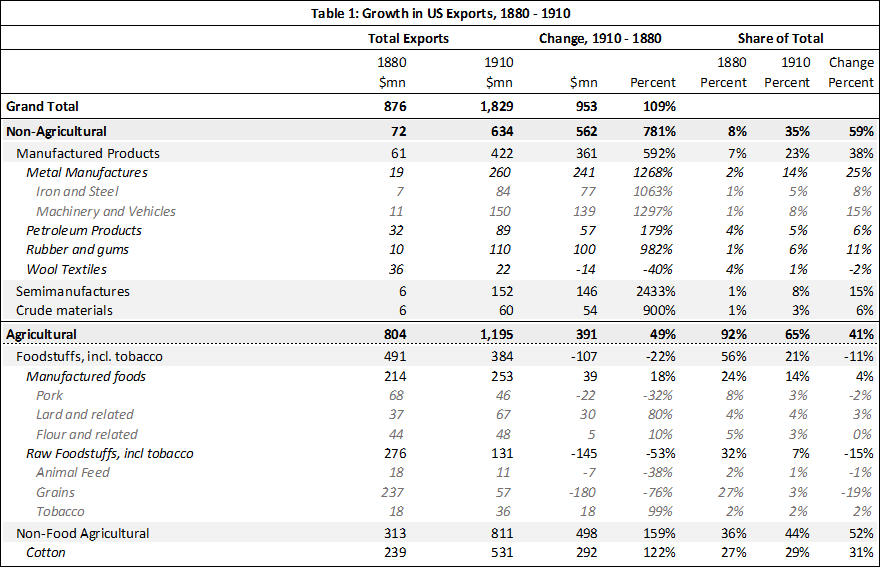 Table 1: Growth in US Exports, 1880 - 1910
Total Exports Change, 1910 - 1880 Share of Total
1880 1910 1880 1910 Change
$mn $mn $mn Percent Percent Percent Percent
Grand Total 876 1,829 953 109%
Non-Agricultural 72 634 562 781% 8% 35% 59%
Manufactured Products 61 422 361 592% 7% 23% 38%
Metal Manufactures 19 260 241 1268% 2% 14% 25%
Iron and Steel 7 84 77 1063% 1% 5% 8%
Machinery and Vehicles 11 150 139 1297% 1% 8% 15%
Petroleum Products 32 89 57 179% 4% 5% 6%
Rubber and gums 10 110 100 982% 1% 6% 11%
Wool Textiles 36 22 -14 -40% 4% 1% -2%
Semimanufactures 6 152 146 2433% 1% 8% 15%
Crude materials 6 60 54 900% 1% 3% 6%
Agricultural 804 1,195 391 49% 92% 65% 41%
Foodstuffs, incl. tobacco 491 384 -107 -22% 56% 21% -11%
Manufactured foods 214 253 39 18% 24% 14% 4%
Pork 68 46 -22 -32% 8% 3% -2%
Lard and related 37 67 30 80% 4% 4% 3%
Flour and related 44 48 5 10% 5% 3% 0%
Raw Foodstuffs, incl tobacco 276 131 -145 -53% 32% 7% -15%
Animal Feed 18 11 -7 -38% 2% 1% -1%
Grains 237 57 -180 -76% 27% 3% -19%
Tobacco 18 36 18 99% 2% 2% 2%
Non-Food Agricultural 313 811 498 159% 36% 44% 52%
Cotton 239 531 292 122% 27% 29% 31%